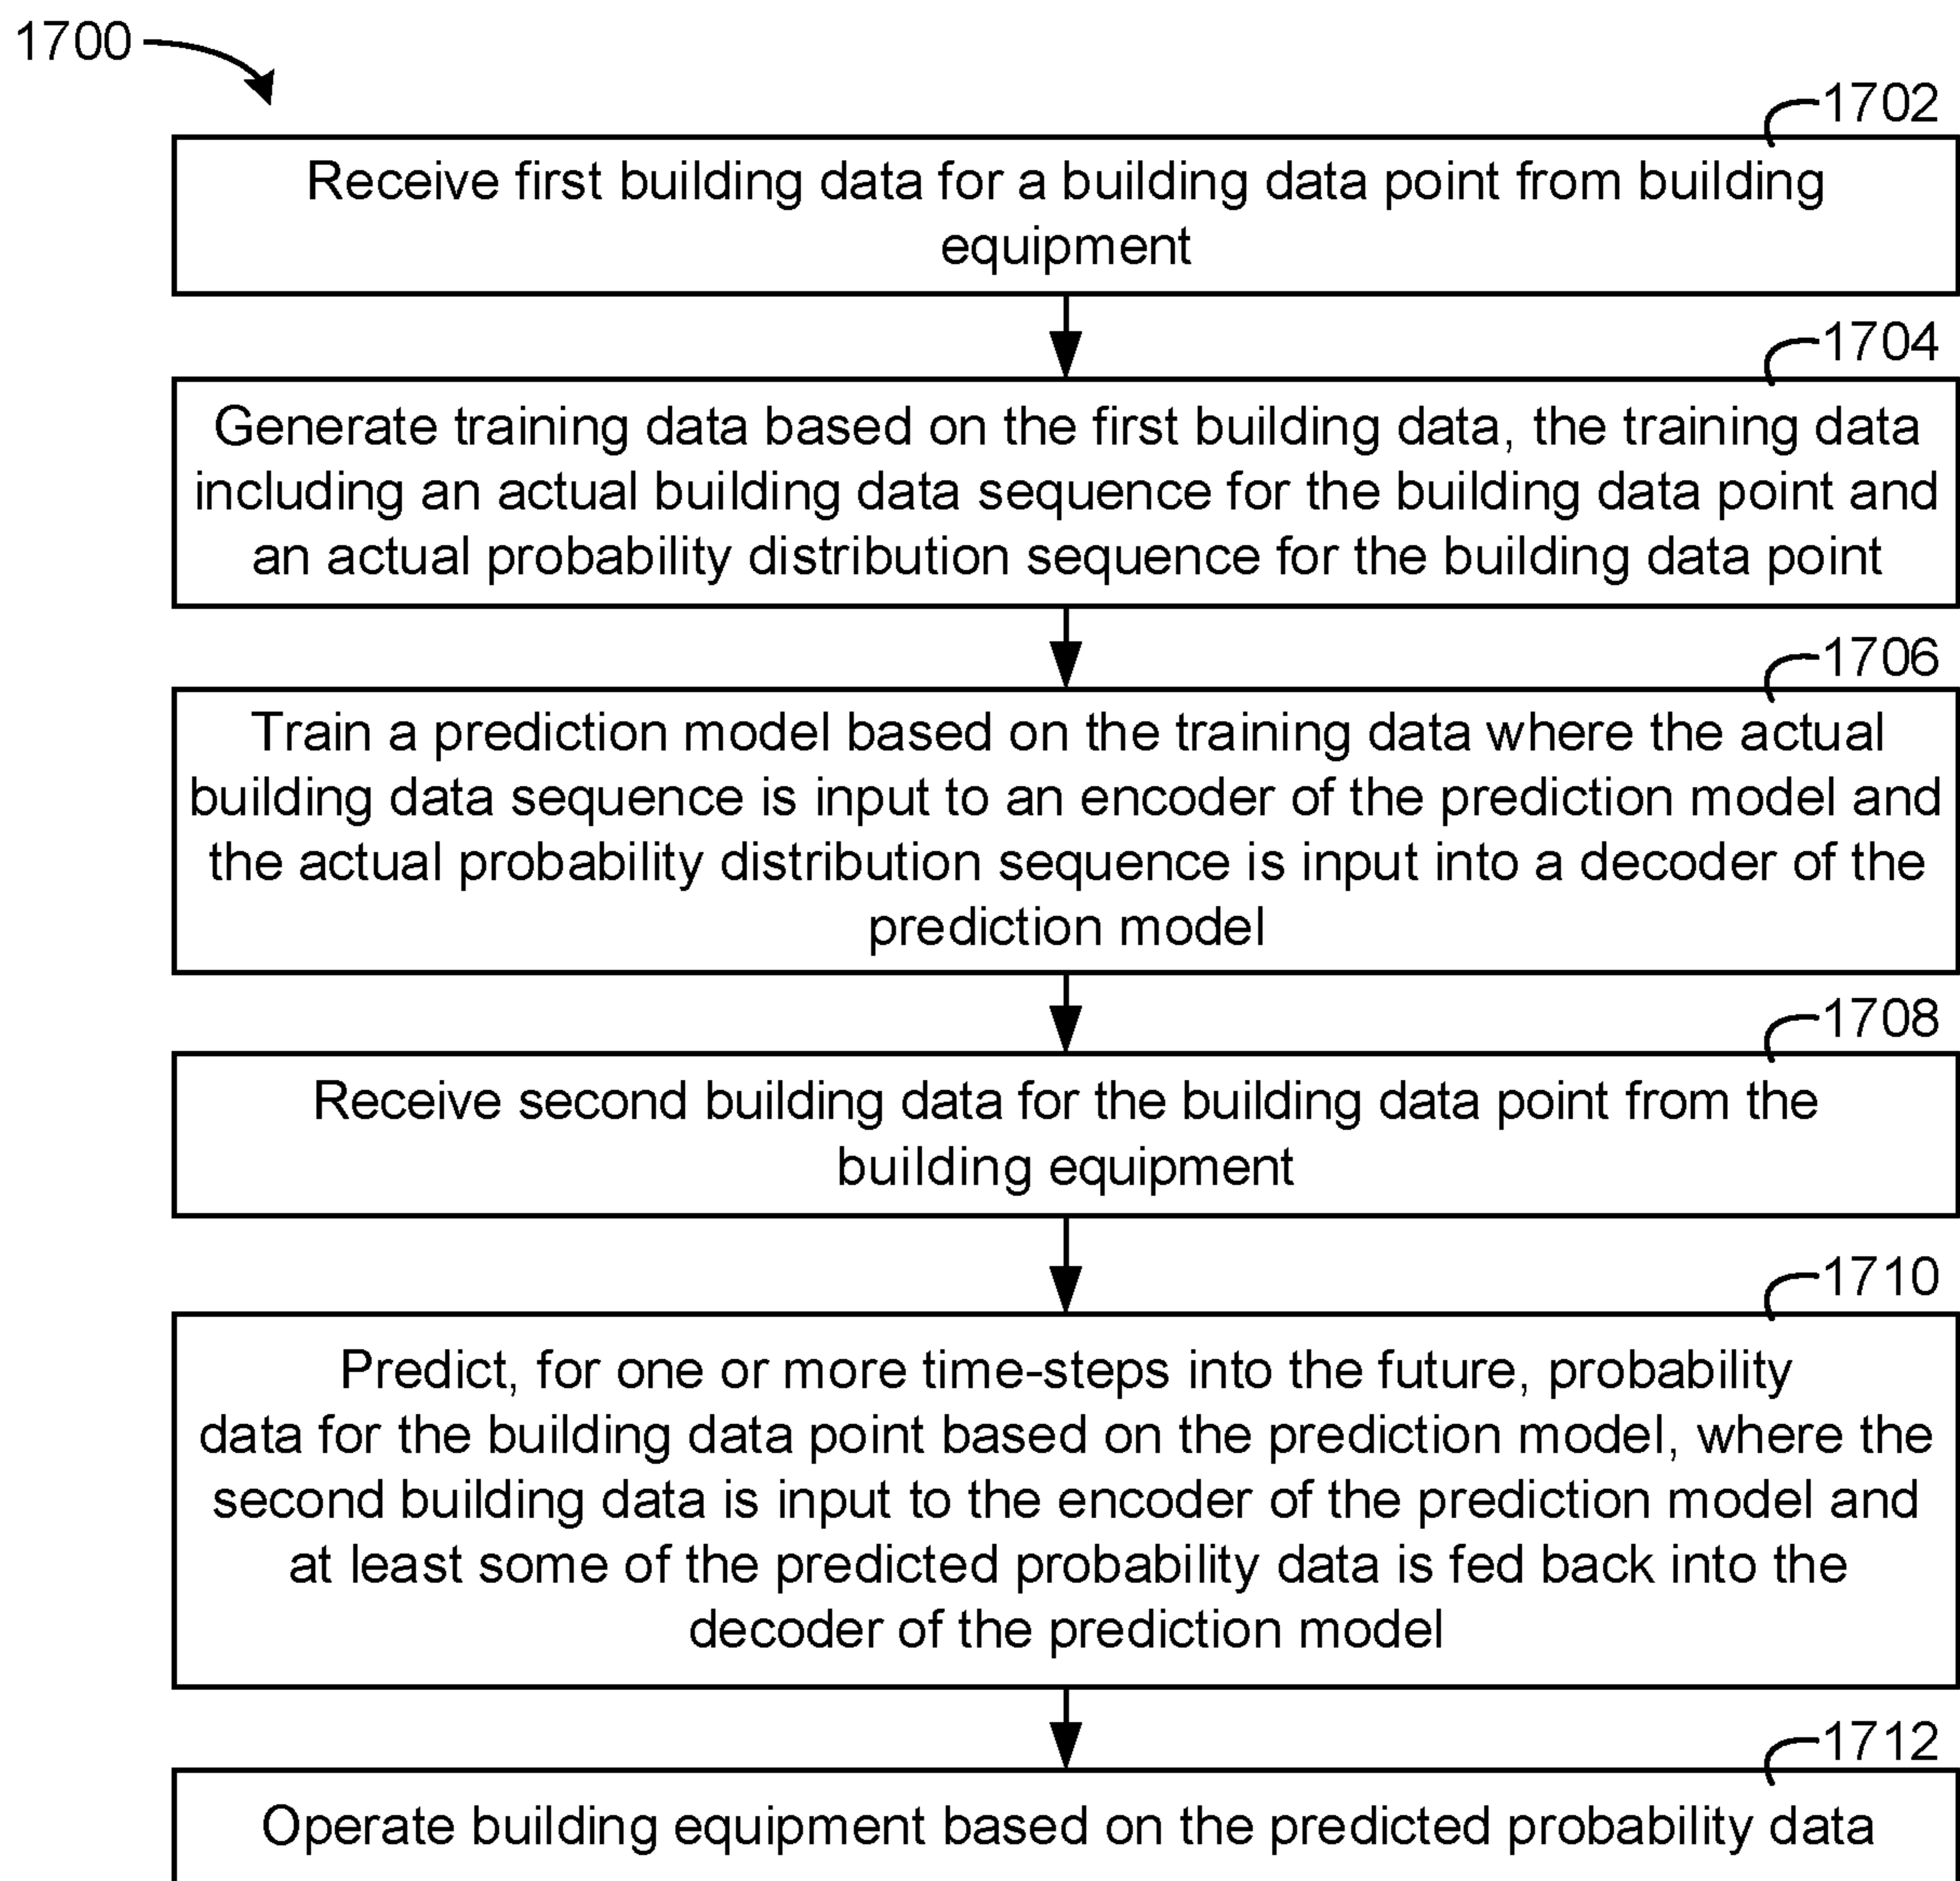 1700
1702
Receive first building data for a building data point from building
equipment
1704
Generate training data based on the first building data, the training data
including an actual building data sequence for the building data point and
an actual probability distribution sequence for the building data point
1706
Train a prediction model based on the training data where the actual
building data sequence is input to an encoder of the prediction model and
the actual probability distribution sequence is input into a decoder of the
prediction model
1708
Receive second building data for the building data point from the
building equipment
1710
Predict, for one or more time-steps into the future, probability
data for the building data point based on the prediction model, where the
second building data is input to the encoder of the prediction model and
at least some of the predicted probability data is fed back into the
decoder of the prediction model
1712
Operate building equipment based on the predicted probability data